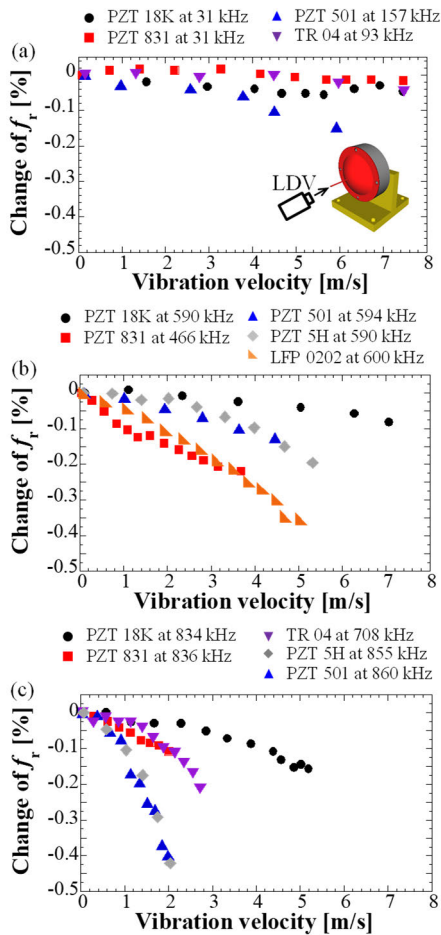 (a)
PZT 18K at 31 kHz
PZT 831 at 31 kHz
PZT 501 at 157 kHz
TR 04 at 93 kHz
Change of fr [%]
0
-0.1
-0.2
-0.3
-0.4
-0.5
LDV
0 1 2 3 4 5 6 7 8
Vibration velocity [m/s]
(b)
PZT 18K at 590 kHz
PZT 831 at 466 kHz
PZT 501 at 594 kHz
PZT 5H at 590 kHz
LFP 0202 at 600 kHz
Change of fr [%]
0
-0.1
-0.2
-0.3
-0.4
-0.5
0 1 2 3 4 5 6 7 8
Vibration velocity [m/s]
(c)
PZT 18K at 834 kHz
PZT 831 at 836 kHz
TR 04 at 708 kHz
PZT 5H at 855 kHz
PZT 501 at 860 kHz
Change of fr [%]
0
-0.1
-0.2
-0.3
-0.4
-0.5
0 1 2 3 4 5 6 7 8
Vibration velocity [m/s]